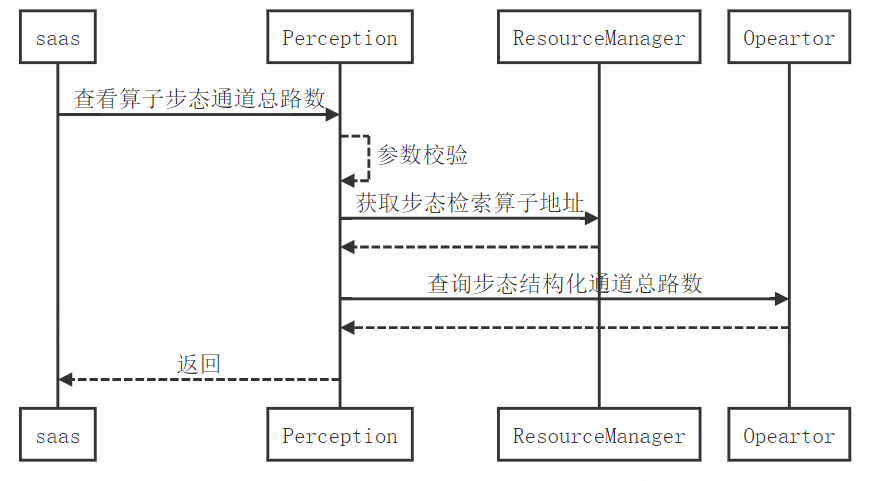 saas
Perception
ResourceManager
Opeartor
查看算子步态通道总路数
参数校验
获取步态检索算子地址
查询步态结构化通道总路数
返回
saas
Perception
ResourceManager
Opeartor